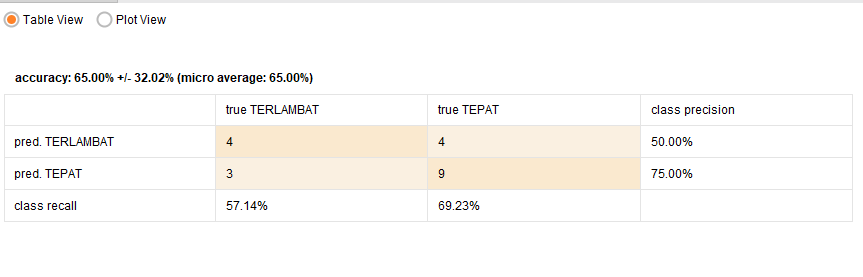 Table View Plot View
accuracy: 65.00% +/- 32.02% (micro average: 65.00%)
true TERLAMBAT true TEPAT class precision
pred. TERLAMBAT 4 4 50.00%
pred. TEPAT 3 9 75.00%
class recall 57.14% 69.23%